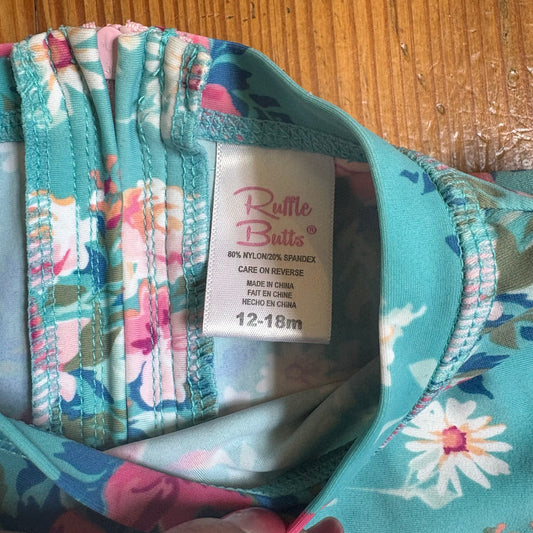 Ruffle
Butts®
80% NYLON/20% SPANDEX
CARE ON REVERSE
MADE IN CHINA
FAIT EN CHINE
HECHO EN CHINA
12-18m